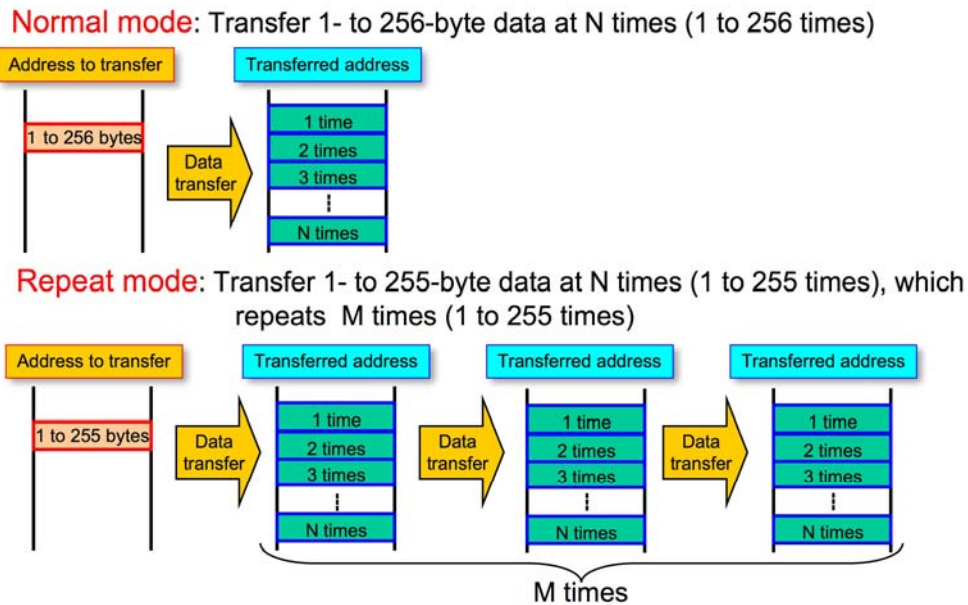 Normal mode: Transfer 1- to 256-byte data at N times (1 to 256 times)
Address to transfer
Transferred address
1 to 256 bytes
Data
transfer
1 time
2 times
3 times
N times
Repeat mode: Transfer 1- to 255-byte data at N times (1 to 255 times), which
repeats M times (1 to 255 times)
Address to transfer
Transferred address
Transferred address
Transferred address
1 to 255 bytes
Data
transfer
1 time
2 times
3 times
N times
Data
transfer
1 time
2 times
3 times
N times
Data
transfer
1 time
2 times
3 times
N times
M times